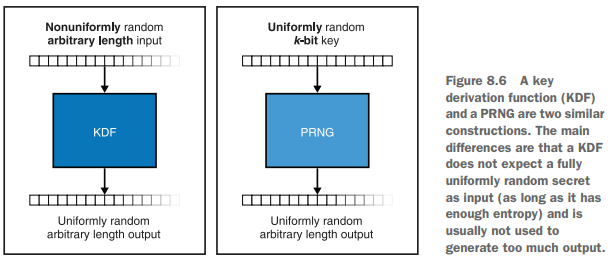 Nonuniformly random
arbitrary length input
KDF
Uniformly random
arbitrary length output
Uniformly random
k-bit key
PRNG
Uniformly random
arbitrary length output
Figure 8.6 A key
derivation function (KDF)
and a PRNG are two similar
constructions. The main
differences are that a KDF
does not expect a fully
uniformly random secret
as input (as long as it has
enough entropy) and is
usually not used to
generate too much output.